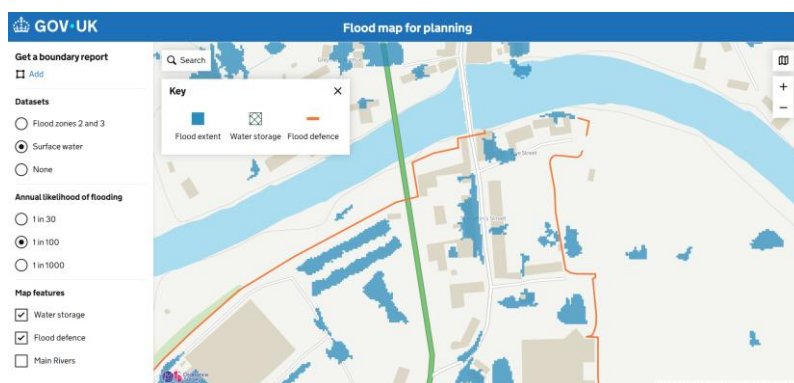 GOV·UK
Flood map for planning
Get a boundary report
Add
Datasets
Flood zones 2 and 3
Surface water
None
Annual likelihood of flooding
1 in 30
1 in 100
1 in 1000
Map features
Water storage
Flood defence
Main Rivers
Search
Key
Flood extent
Water storage
Flood defence
Street
Street